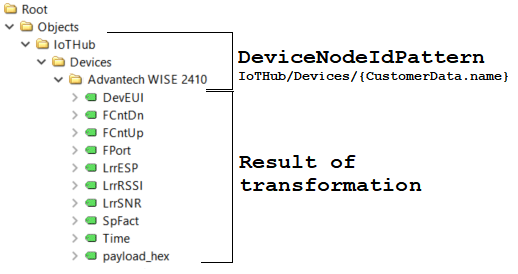 Root
Objects
IoTHub
Devices
Advantech WISE 2410
DevEUI
FCntDn
FCntUp
FPort
LrrESP
LrrRSSI
LrrSNR
SpFact
Time
payload_hex
DeviceNodeIdPattern
IoTHub/Devices/{CustomerData.name}
Result of
transformation